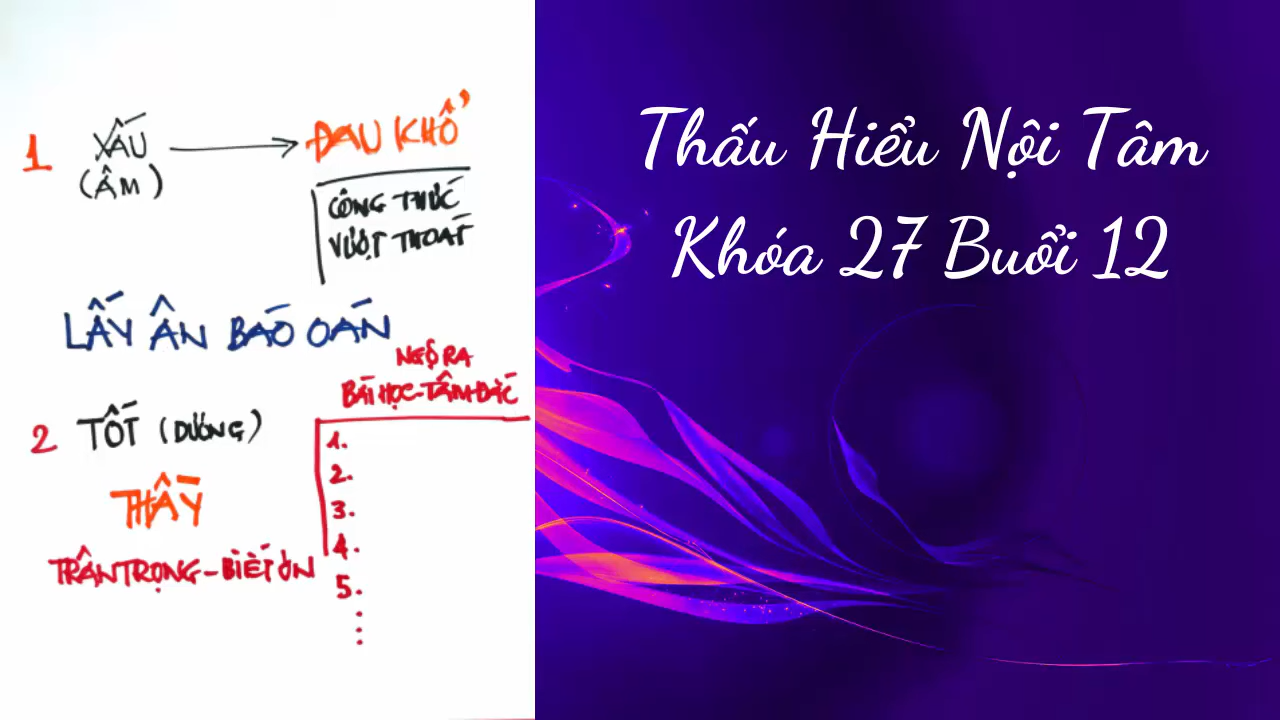 1 XẤU → ĐAU KHỔ
(ÂM)
CÔNG THỨC
VƯỢT THOÁT
LẤY ÂN BÁO OÁN
NGỘ RA
BÀI HỌC-TÂM ĐẮC
2 TỐT (DƯƠNG)
THẦY
TRÂN TRỌNG - BIẾT ƠN
1.
2.
3.
4.
5.
⋮
Thấu Hiểu Nội Tâm
Khóa 27 Buổi 12